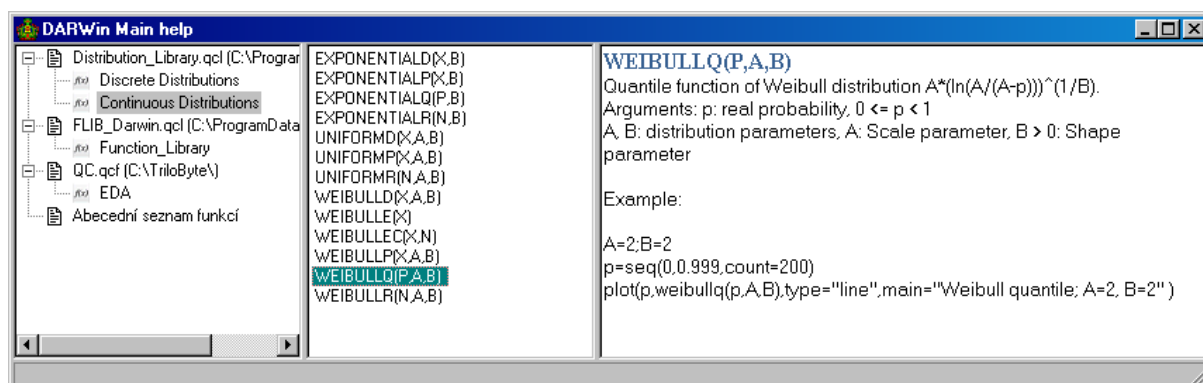 DARWin Main help
Distribution_Library.qcl (C:\Progran
Discrete Distributions
Continuous Distributions
FLIB_Darwin.qcl (C:\ProgramData
Function_Library
QC.qcf (C:\TriloByte\)
EDA
Abecední seznam funkcí
EXPONENTIALD(X,B)
EXPONENTIALP(X,B)
EXPONENTIALQ(P,B)
EXPONENTIALR(N,B)
UNIFORMD(X,A,B)
UNIFORMP(X,A,B)
UNIFORMR(N,A,B)
WEIBULLD(X,A,B)
WEIBULLE(X)
WEIBULLEC(X,N)
WEIBULLP(X,A,B)
WEIBULLQ(P,A,B)
WEIBULLR(N,A,B)
WEIBULLQ(P,A,B)
Quantile function of Weibull distribution A*(ln(A/(A-p)))^(1/B).
Arguments: p: real probability, 0 <= p < 1
A, B: distribution parameters, A: Scale parameter, B > 0: Shape
parameter
Example:
A=2;B=2
p=seq(0,0.999,count=200)
plot(p,weibullq(p,A,B),type="line",main="Weibull quantile; A=2, B=2" )